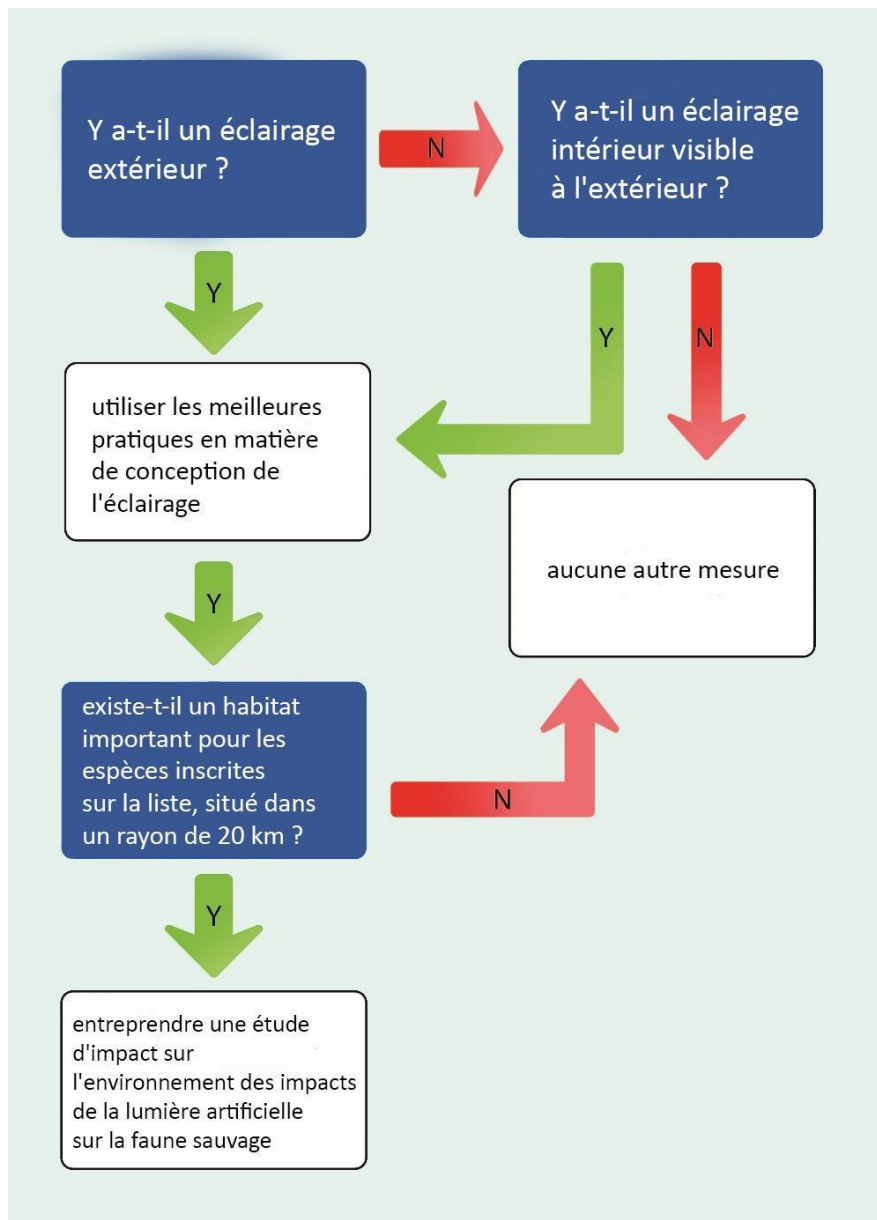 Y a-t-il un éclairage
extérieur ?
N
Y a-t-il un éclairage
intérieur visible
à l'extérieur ?
Y
Y
N
utiliser les meilleures
pratiques en matière
de conception de
l'éclairage
aucune autre mesure
Y
existe-t-il un habitat
important pour les
espèces inscrites
sur la liste, situé dans
un rayon de 20 km ?
N
Y
entreprendre une étude
d'impact sur
l'environnement des impacts
de la lumière artificielle
sur la faune sauvage